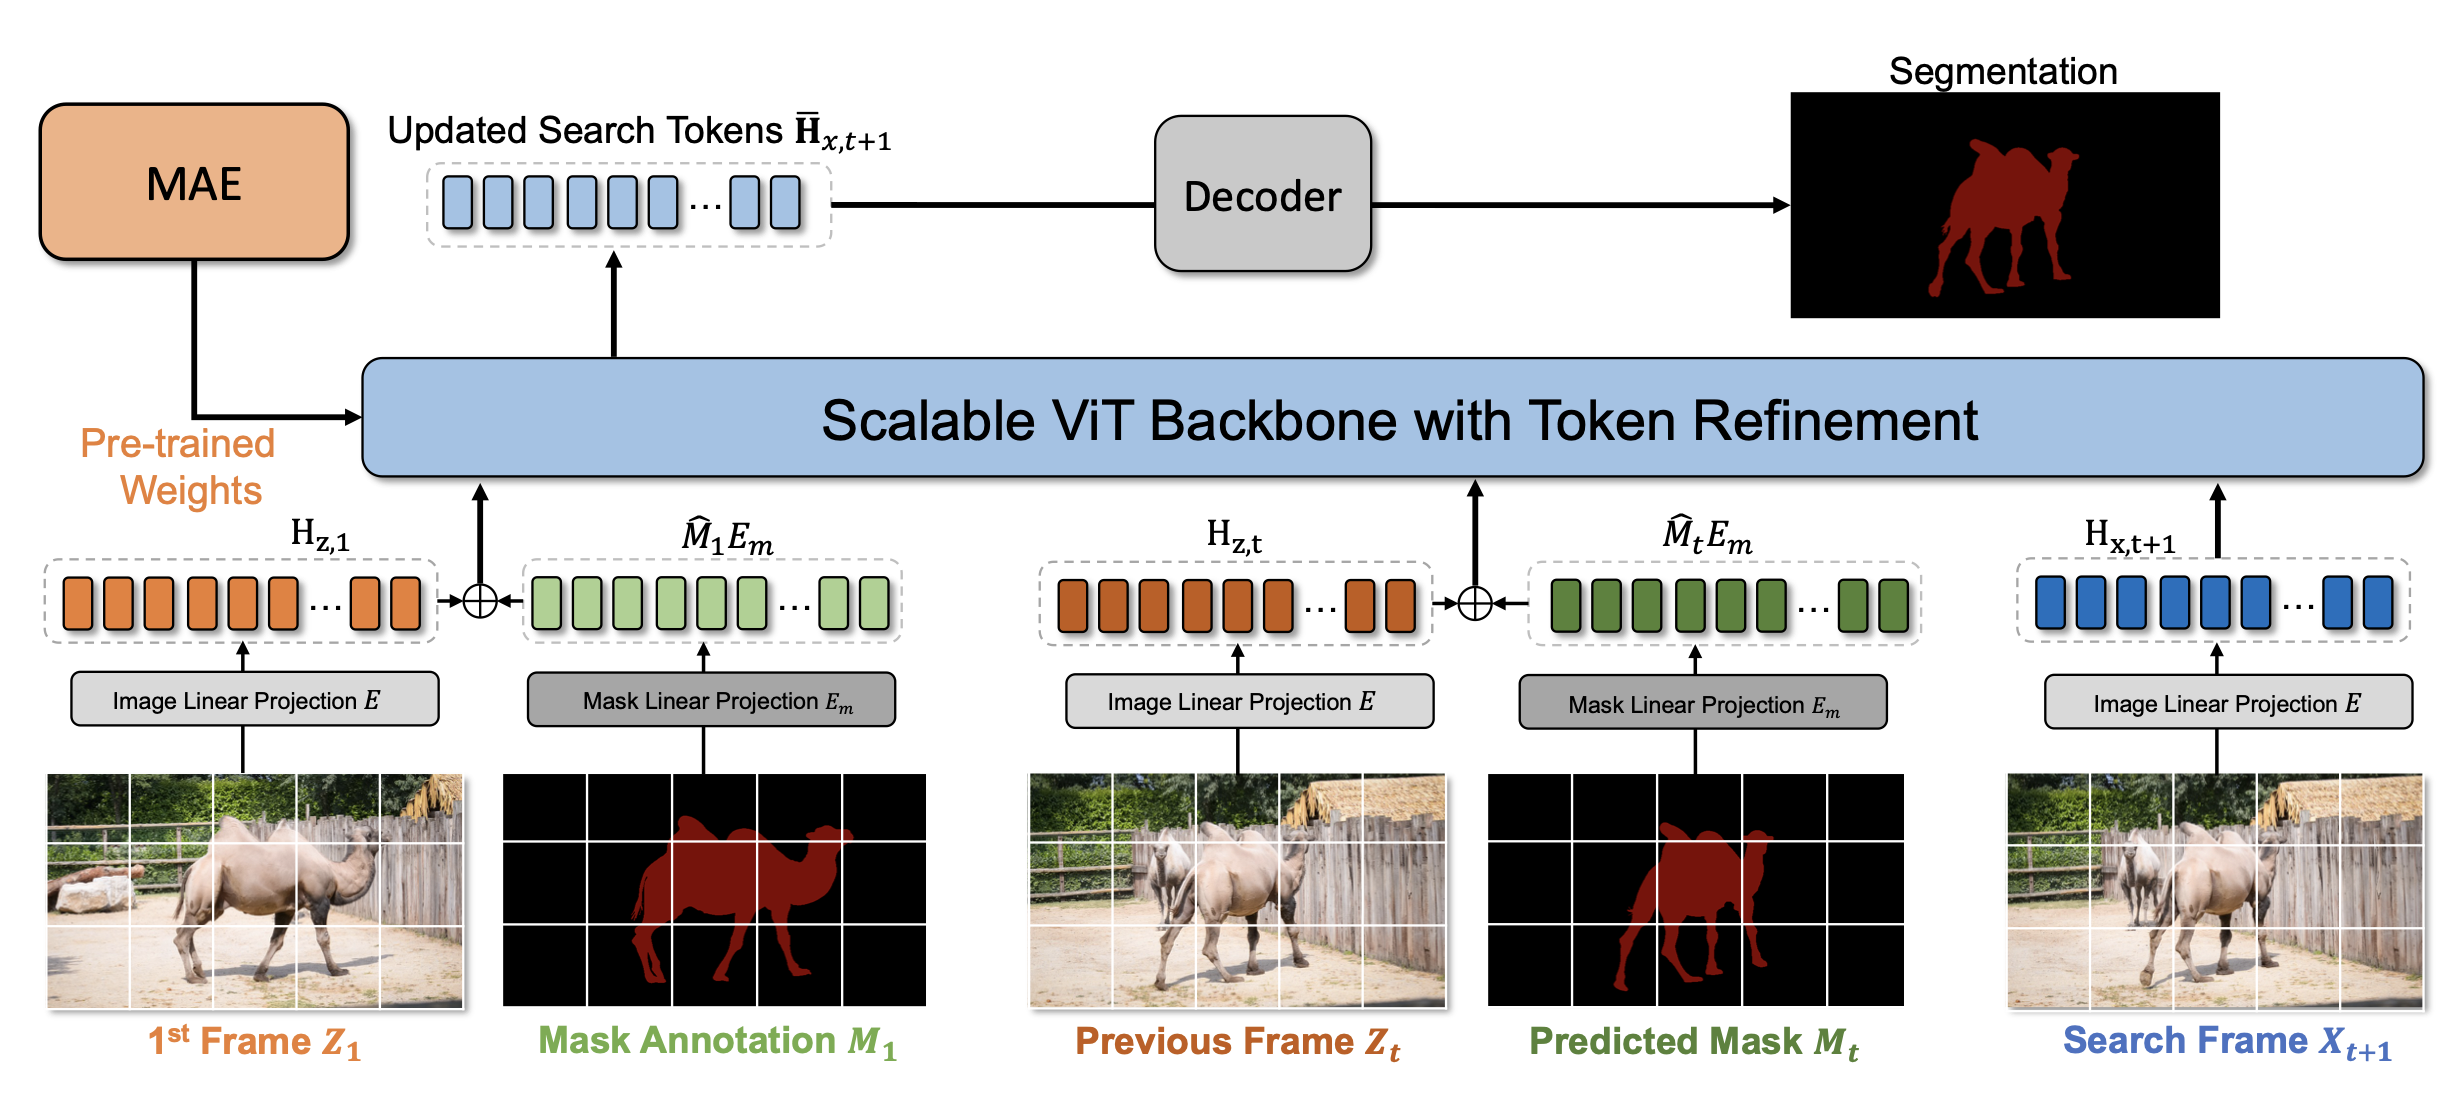 Segmentation
MAE
Updated Search Tokens H̄x,t+1
Decoder
Pre-trained
Weights
Scalable ViT Backbone with Token Refinement
Hz,1
M̂1Em
Hz,t
M̂tEm
Hx,t+1
...
...
...
...
...
...
Image Linear Projection E
Mask Linear Projection Em
Image Linear Projection E
Mask Linear Projection Em
Image Linear Projection E
1st Frame Z1
Mask Annotation M1
Previous Frame Zt
Predicted Mask Mt
Search Frame Xt+1